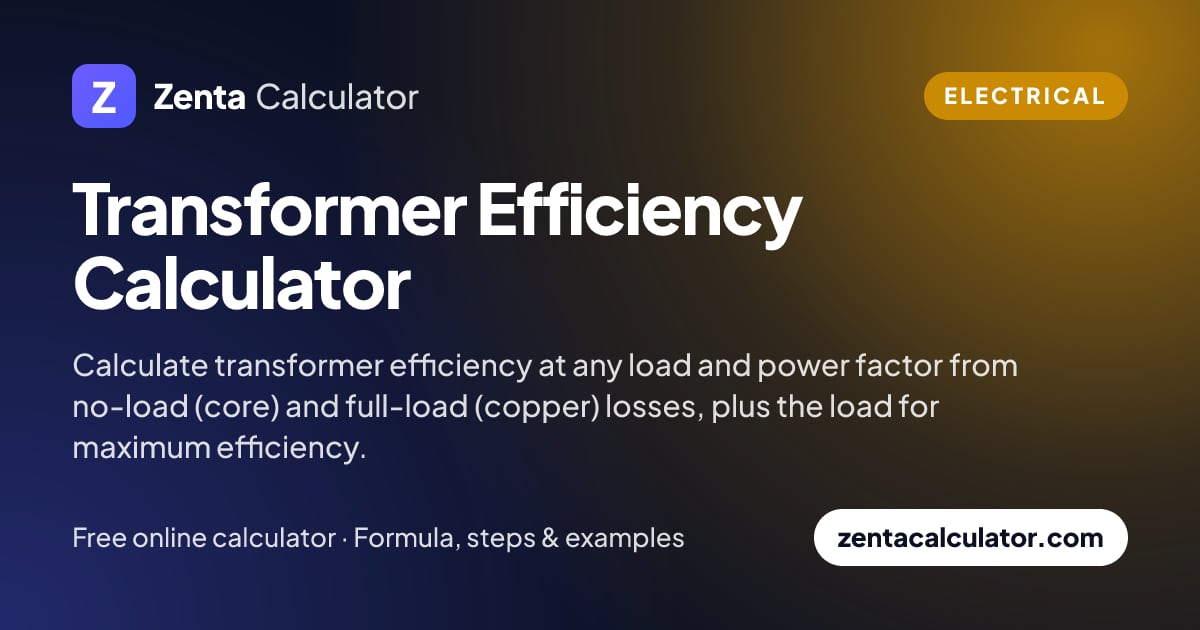 Z
Zenta Calculator
ELECTRICAL
Transformer Efficiency
Calculator
Calculate transformer efficiency at any load and power factor from
no-load (core) and full-load (copper) losses, plus the load for
maximum efficiency.
Free online calculator · Formula, steps & examples
zentacalculator.com